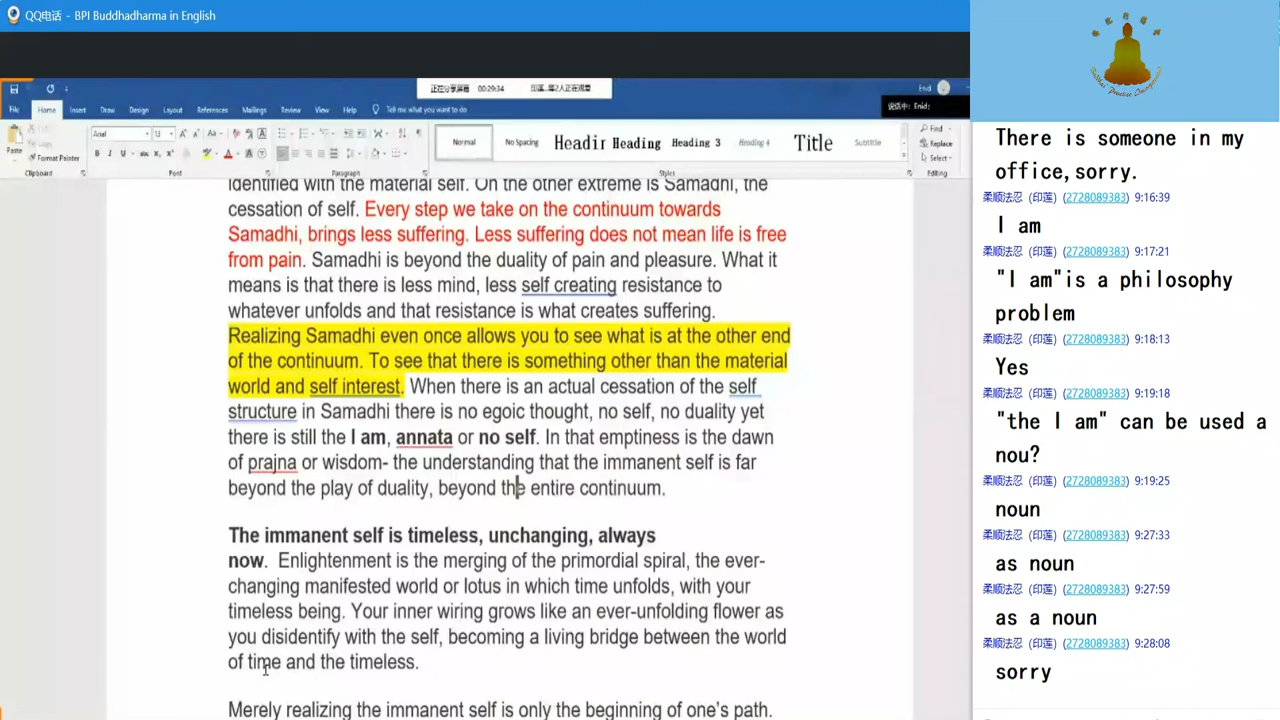 QQ电话 - BPI Buddhadharma in English
正在分享屏幕 00:29:34
Enid
说话中: Enid;
File Home Insert Draw Design Layout References Mailings Review View Help Tell me what you want to do
Paste
Format Painter
Clipboard
Arial
Font
Paragraph
Normal
No Spacing
Headir
Heading
Heading 3
Heading 4
Title
Subtitle
Styles
Find
Replace
Select
Editing
identified with the material self. On the other extreme is Samadhi, the
cessation of self. Every step we take on the continuum towards
Samadhi, brings less suffering. Less suffering does not mean life is free
from pain. Samadhi is beyond the duality of pain and pleasure. What it
means is that there is less mind, less self creating resistance to
whatever unfolds and that resistance is what creates suffering.
Realizing Samadhi even once allows you to see what is at the other end
of the continuum. To see that there is something other than the material
world and self interest. When there is an actual cessation of the self
structure in Samadhi there is no egoic thought, no self, no duality yet
there is still the I am, annata or no self. In that emptiness is the dawn
of prajna or wisdom- the understanding that the immanent self is far
beyond the play of duality, beyond the entire continuum.
The immanent self is timeless, unchanging, always
now. Enlightenment is the merging of the primordial spiral, the ever-
changing manifested world or lotus in which time unfolds, with your
timeless being. Your inner wiring grows like an ever-unfolding flower as
you disidentify with the self, becoming a living bridge between the world
of time and the timeless.
Merely realizing the immanent self is only the beginning of one's path.
There is someone in my
office,sorry.
柔顺法忍 (印莲) (2728089383) 9:16:39
I am
柔顺法忍 (印莲) (2728089383) 9:17:21
"I am"is a philosophy
problem
柔顺法忍 (印莲) (2728089383) 9:18:13
Yes
柔顺法忍 (印莲) (2728089383) 9:19:18
"the I am" can be used a
nou?
柔顺法忍 (印莲) (2728089383) 9:19:25
noun
柔顺法忍 (印莲) (2728089383) 9:27:33
as noun
柔顺法忍 (印莲) (2728089383) 9:27:59
as a noun
柔顺法忍 (印莲) (2728089383) 9:28:08
sorry